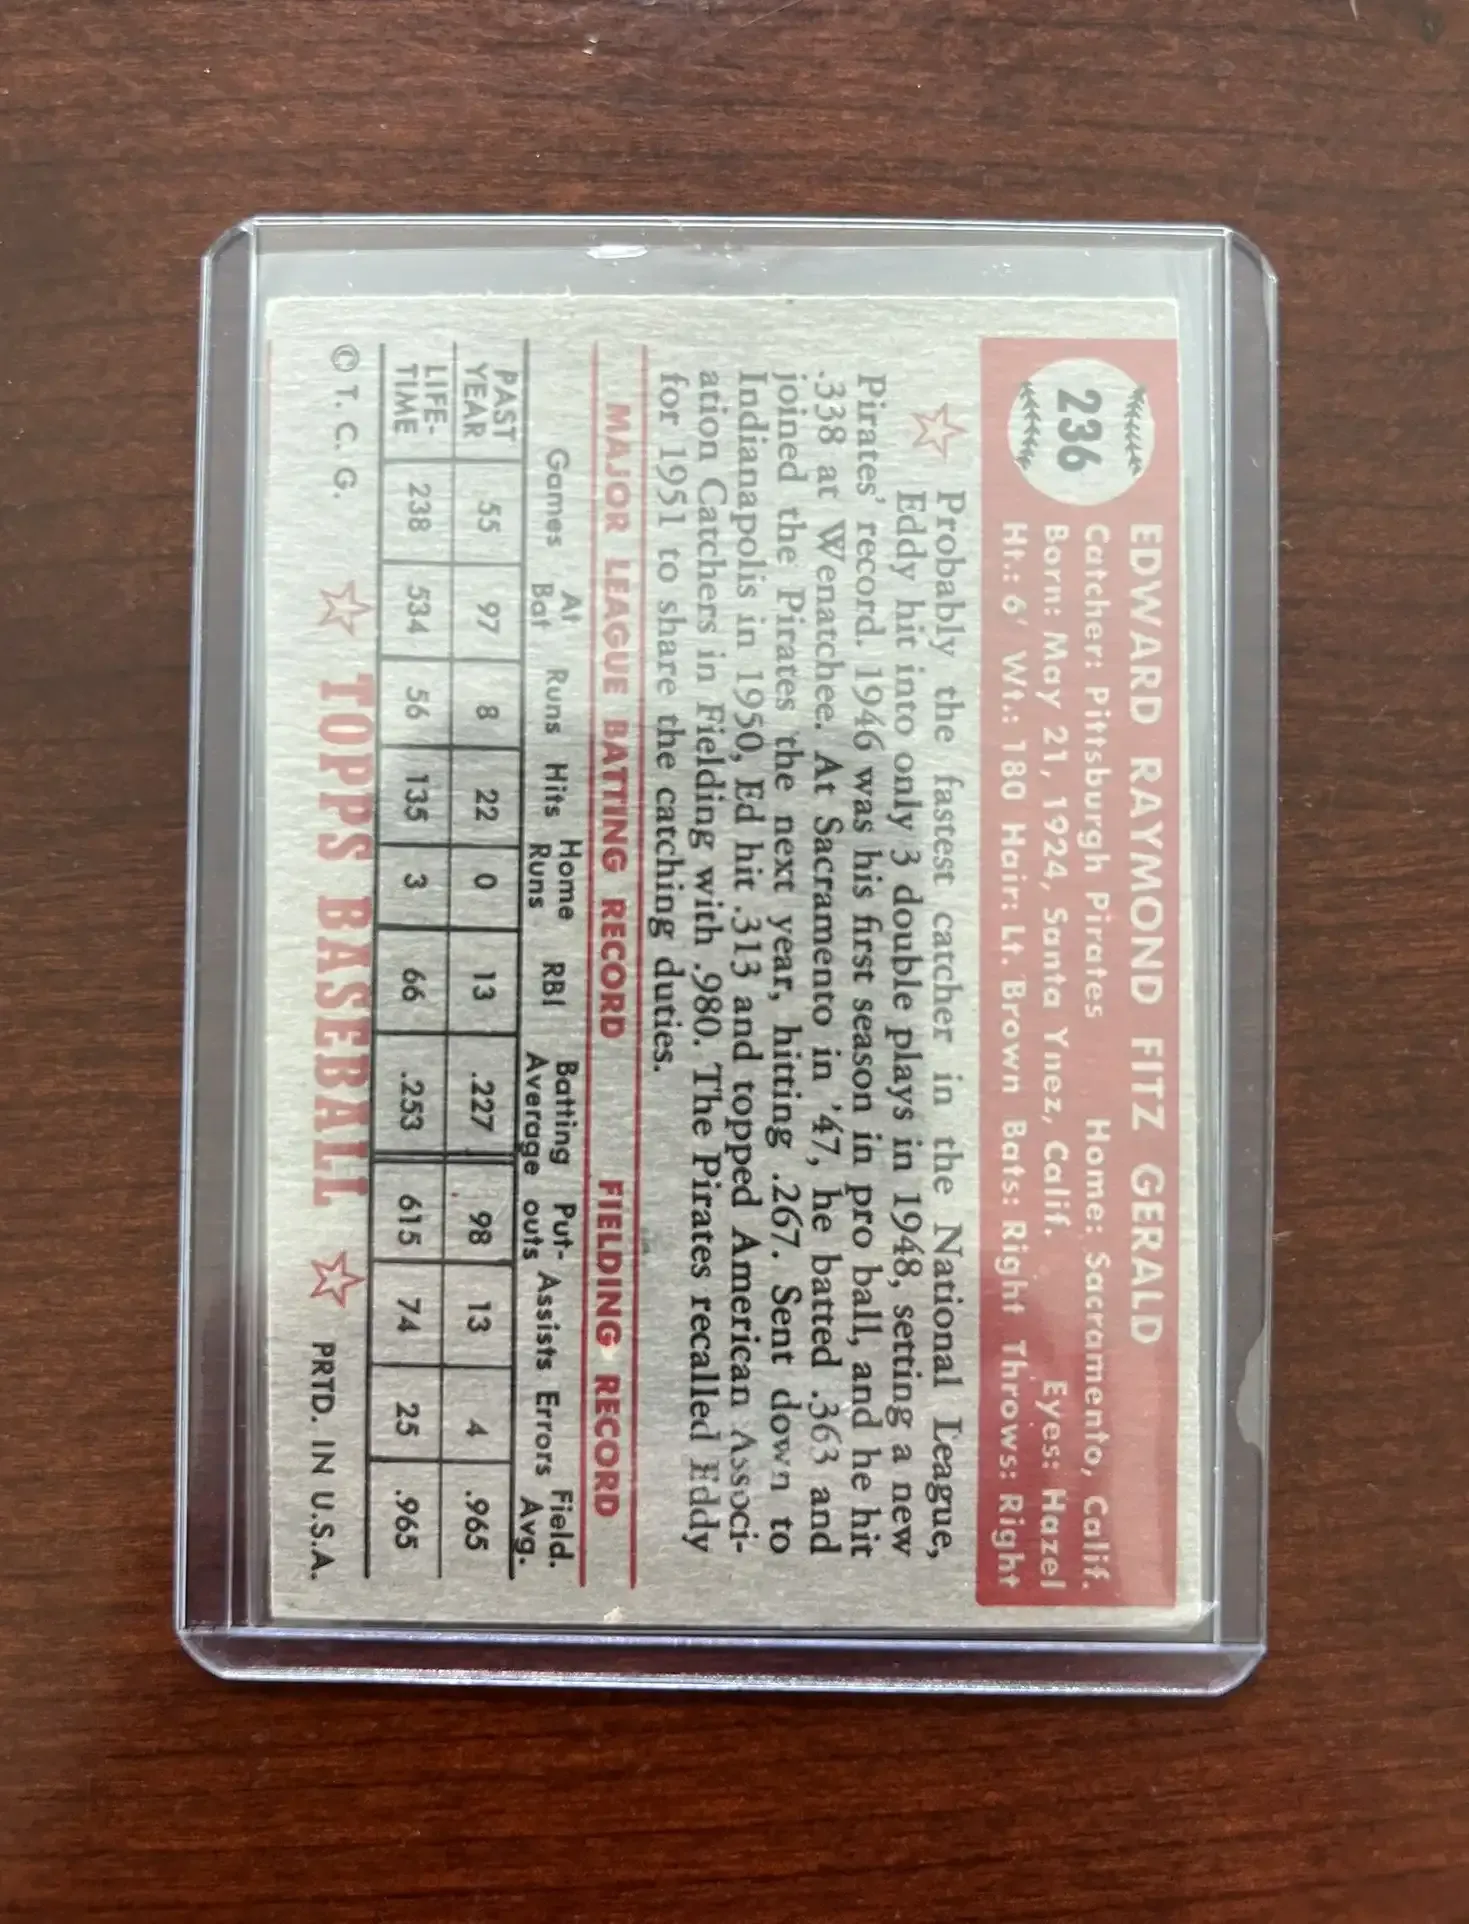 236
EDWARD RAYMOND FITZ GERALD
Catcher: Pittsburgh Pirates Home: Sacramento, Calif.
Born: May 21, 1924, Santa Ynez, Calif. Eyes: Hazel
Ht.: 6' Wt.: 180 Hair: Lt. Brown Bats: Right Throws: Right
Probably the fastest catcher in the National League,
Eddy hit into only 3 double plays in 1948, setting a new
Pirates' record. 1946 was his first season in pro ball, and he hit
.338 at Wenatchee. At Sacramento in '47, he batted .363 and
joined the Pirates the next year, hitting .267. Sent down to
Indianapolis in 1950, Ed hit .313 and topped American Associ-
ation Catchers in Fielding with .980. The Pirates recalled Eddy
for 1951 to share the catching duties.
MAJOR LEAGUE BATTING RECORD FIELDING RECORD
Games At Bat Runs Hits Home Runs RBI Batting Average Put-outs Assists Errors Field. Avg.
PAST YEAR 55 97 8 22 0 13 .227 98 13 4 .965
LIFE-TIME 238 534 56 135 3 66 .253 615 74 25 .965
© T. C. G. TOPPS BASEBALL PRTD. IN U.S.A.